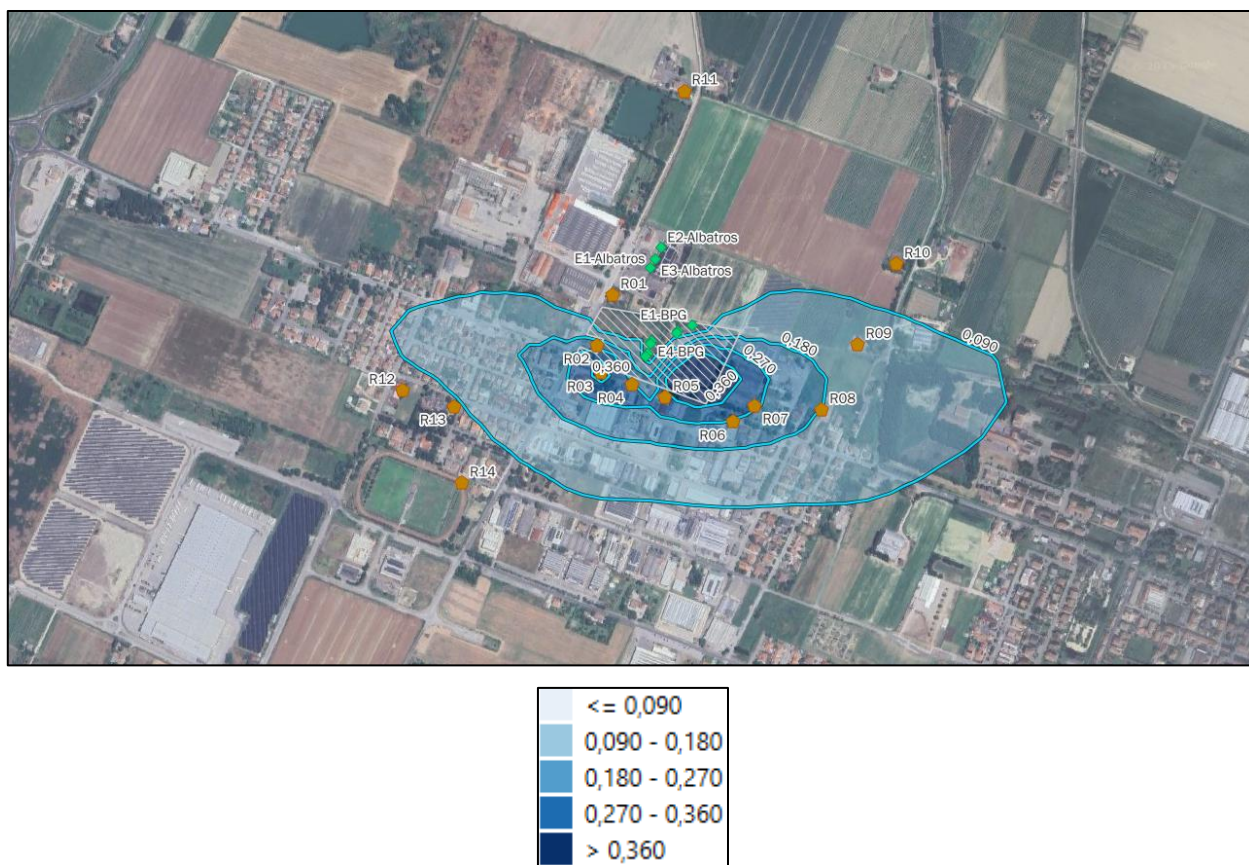 R11
E2-Albatros
E1-Albatros
E3-Albatros
R10
R01
E1-BPG
R09
0,180
0,090
R02
E4-BPG
0,270
0,360
R03
R04
R05
0,360
R12
R13
R06
R07
R08
R14
<= 0,090
0,090 - 0,180
0,180 - 0,270
0,270 - 0,360
> 0,360